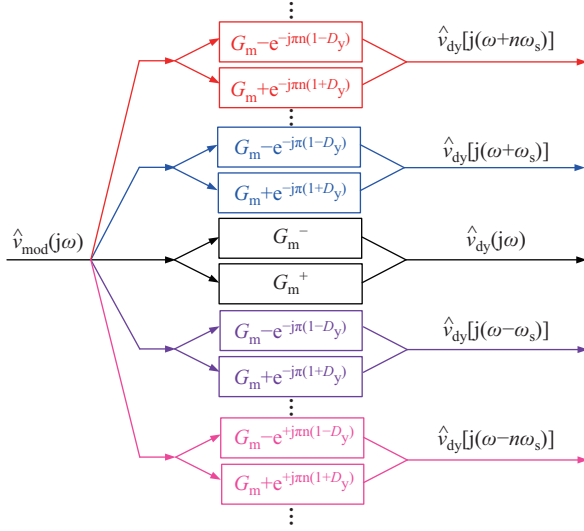 ⋮
G_m−e^{−jπn(1−D_y)}
v̂_dy[j(ω+nω_s)]
G_m+e^{−jπn(1+D_y)}
⋮
G_m−e^{−jπ(1−D_y)}
v̂_dy[j(ω+ω_s)]
G_m+e^{−jπ(1+D_y)}
v̂_mod(jω)
G_m^−
v̂_dy(jω)
G_m^+
G_m−e^{−jπ(1−D_y)}
v̂_dy[j(ω−ω_s)]
G_m+e^{−jπ(1+D_y)}
⋮
G_m−e^{+jπn(1−D_y)}
v̂_dy[j(ω−nω_s)]
G_m+e^{+jπn(1+D_y)}
⋮